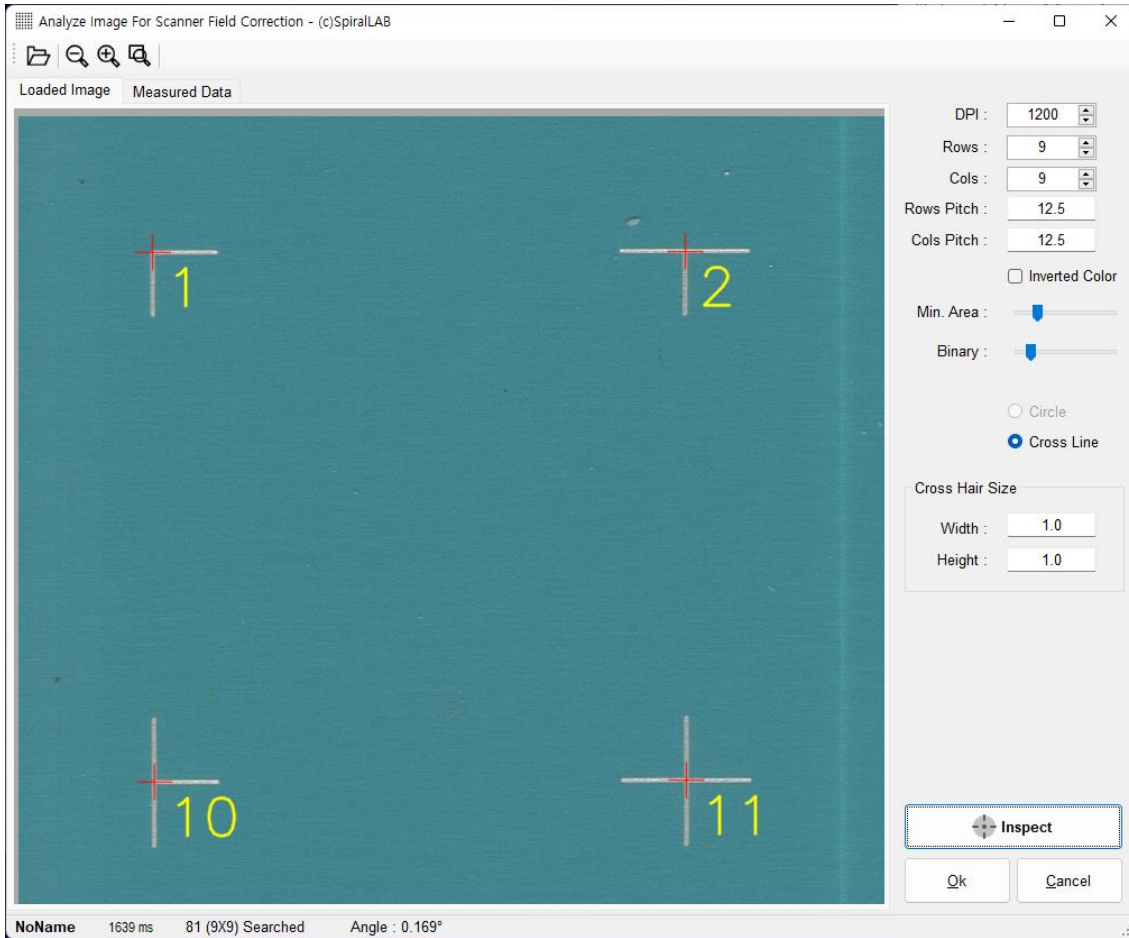 Analyze Image For Scanner Field Correction - (c)SpiralLAB
Loaded Image
Measured Data
1
2
10
11
DPI : 1200
Rows : 9
Cols : 9
Rows Pitch : 12.5
Cols Pitch : 12.5
Inverted Color
Min. Area :
Binary :
Circle
Cross Line
Cross Hair Size
Width : 1.0
Height : 1.0
Inspect
Ok
Cancel
NoName 1639 ms 81 (9X9) Searched Angle : 0.169°